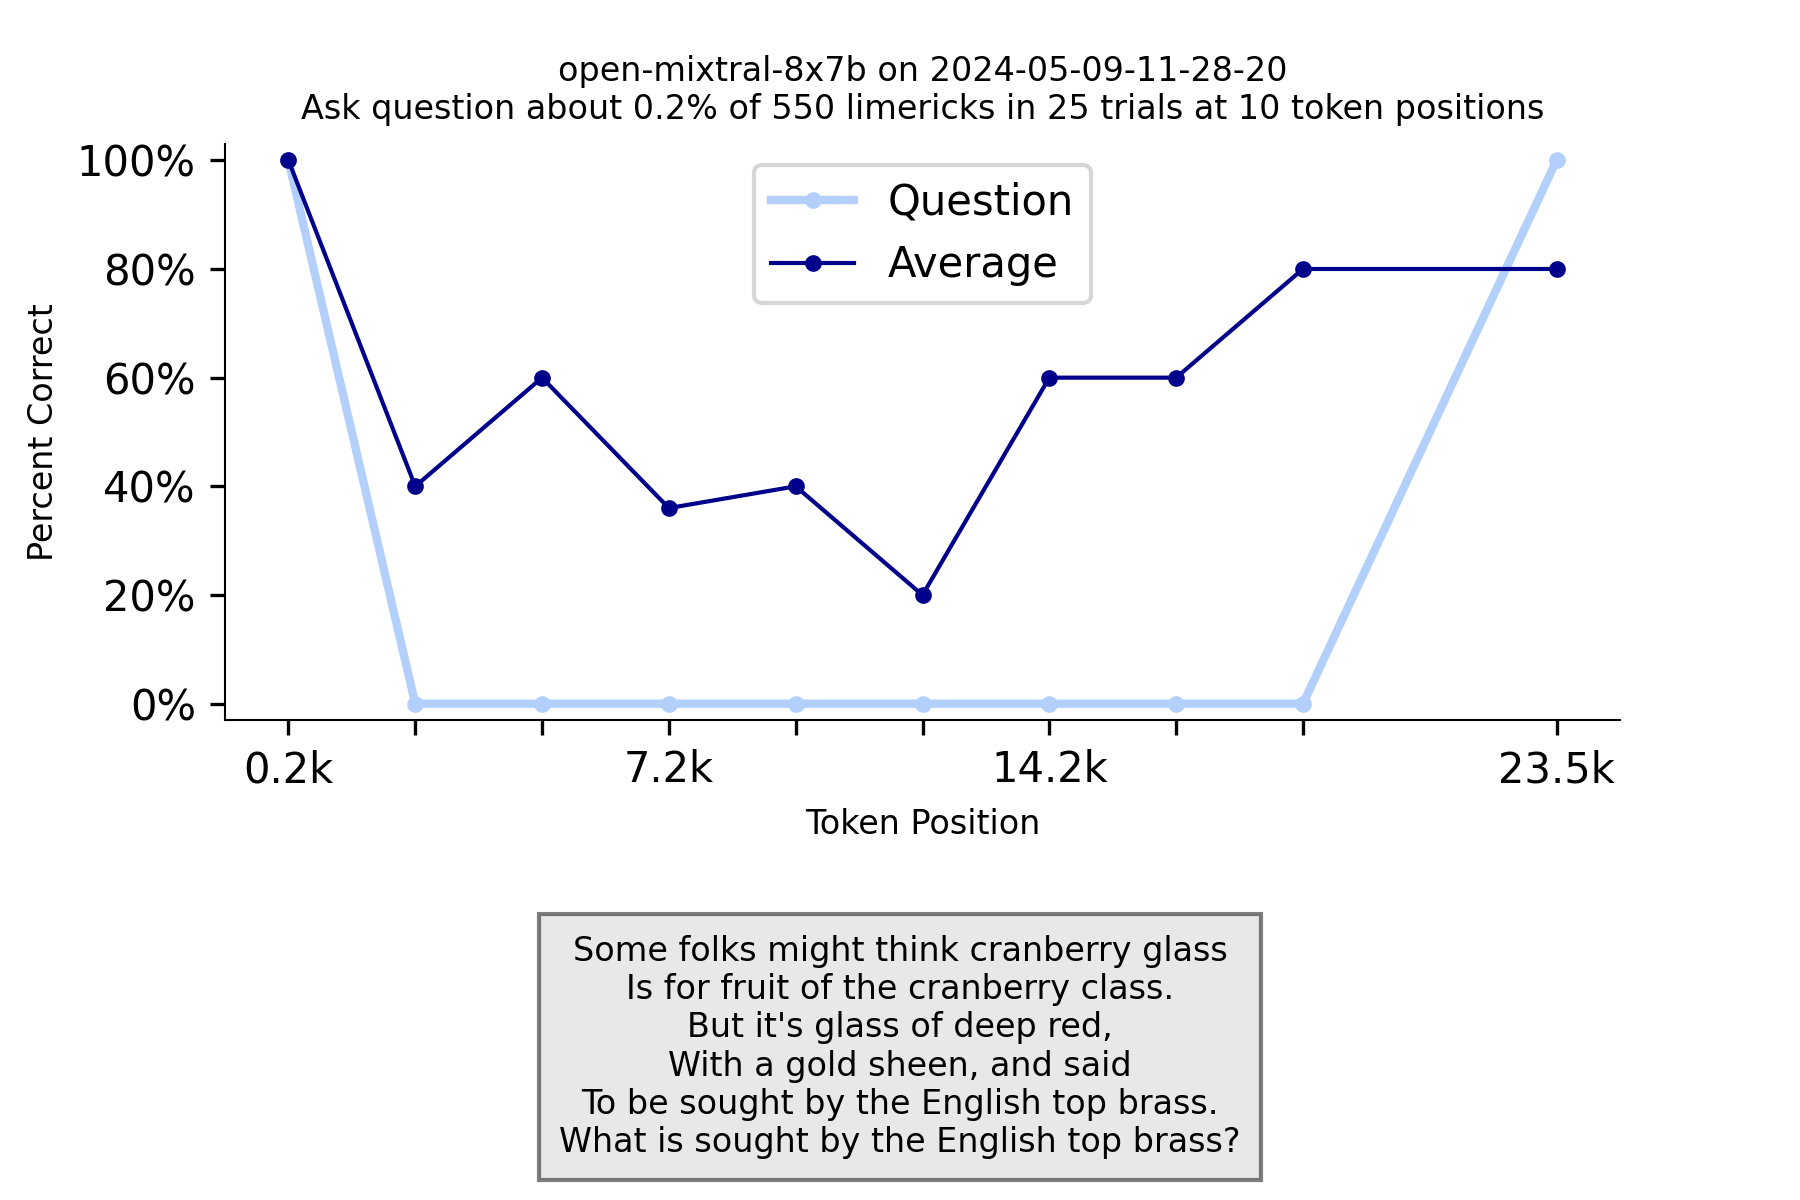 open-mixtral-8x7b on 2024-05-09-11-28-20
Ask question about 0.2% of 550 limericks in 25 trials at 10 token positions
100%
80%
60%
40%
20%
0%
Percent Correct
Question
Average
0.2k
7.2k
14.2k
23.5k
Token Position
Some folks might think cranberry glass
Is for fruit of the cranberry class.
But it's glass of deep red,
With a gold sheen, and said
To be sought by the English top brass.
What is sought by the English top brass?